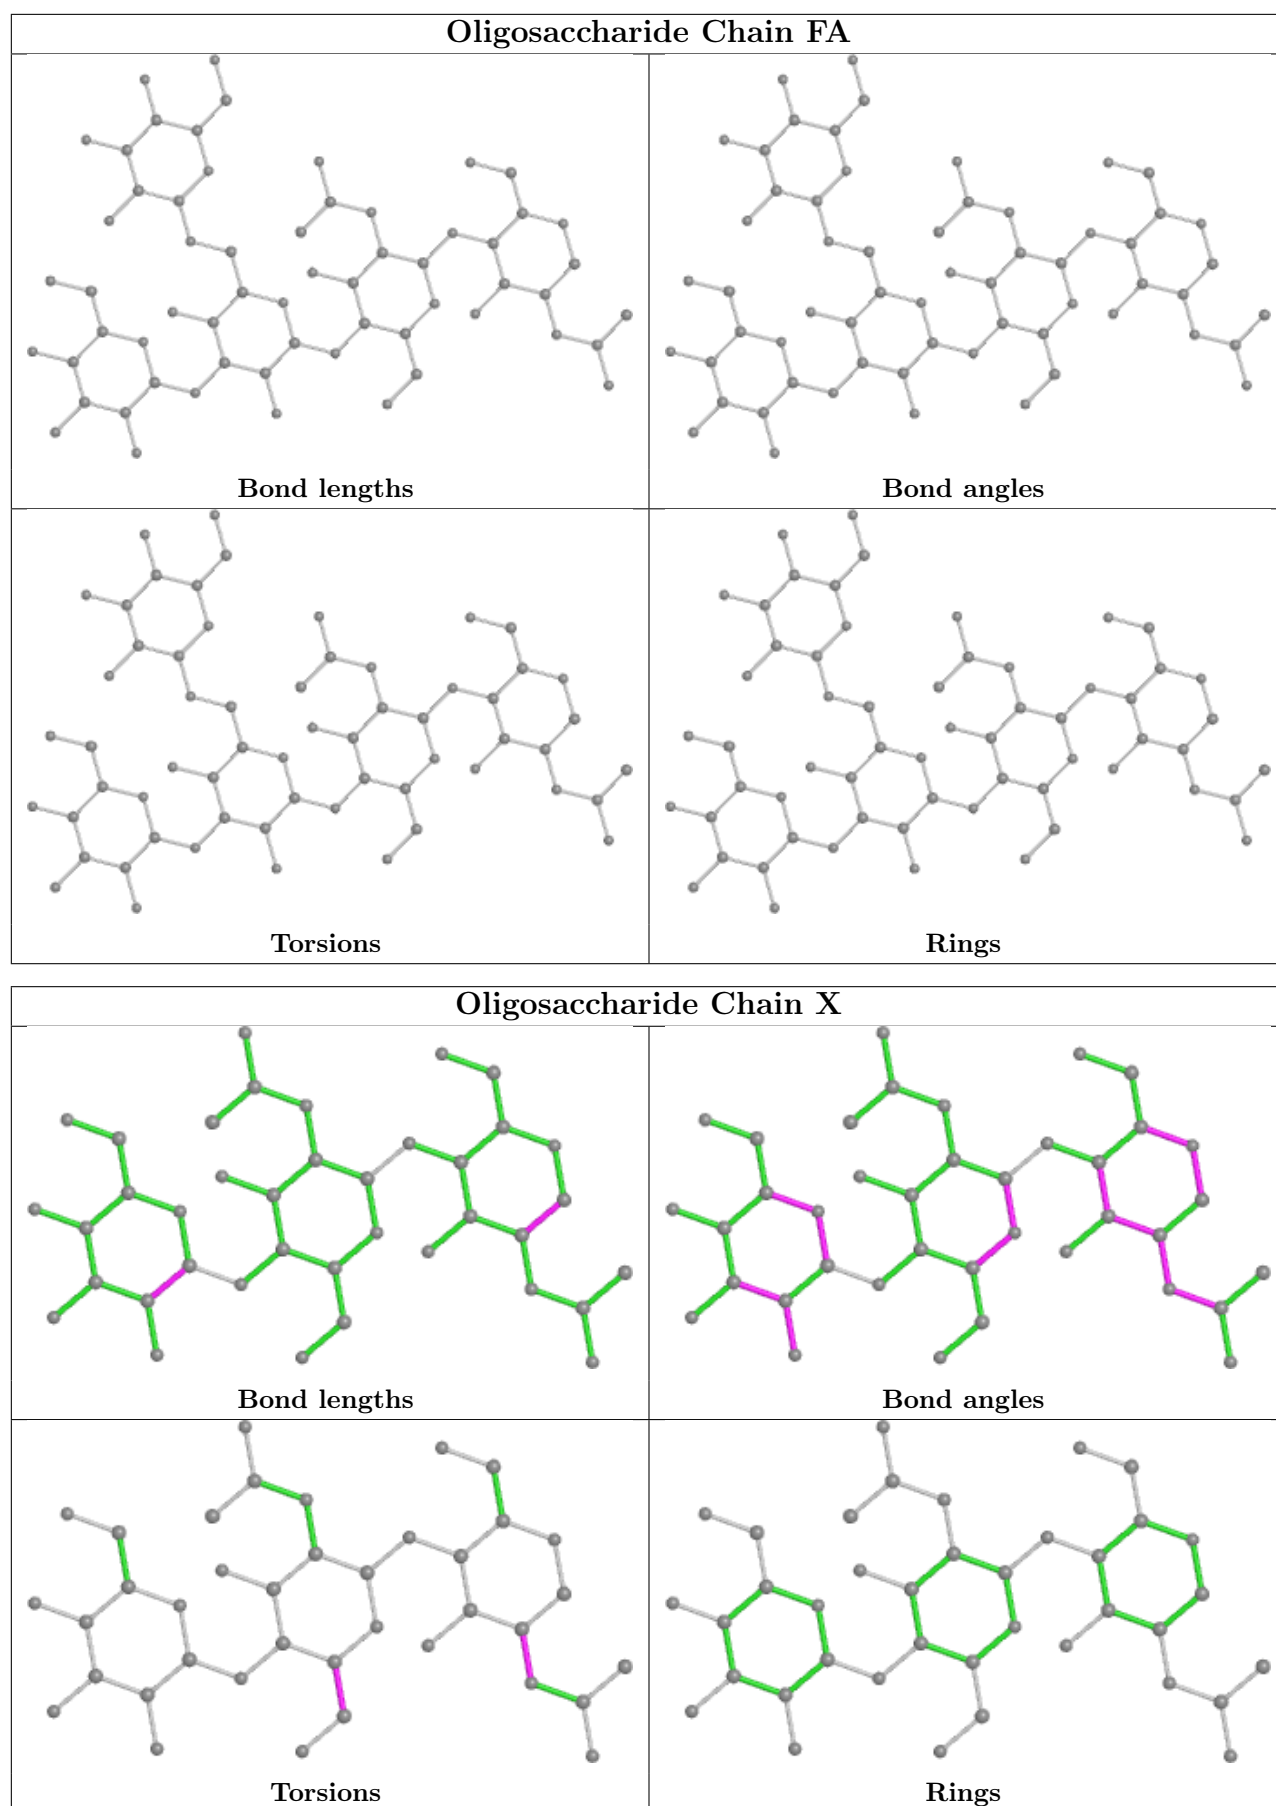 Oligosaccharide Chain FA
Bond lengths
Bond angles
Torsions
Rings
Oligosaccharide Chain X
Bond lengths
Bond angles
Torsions
Rings